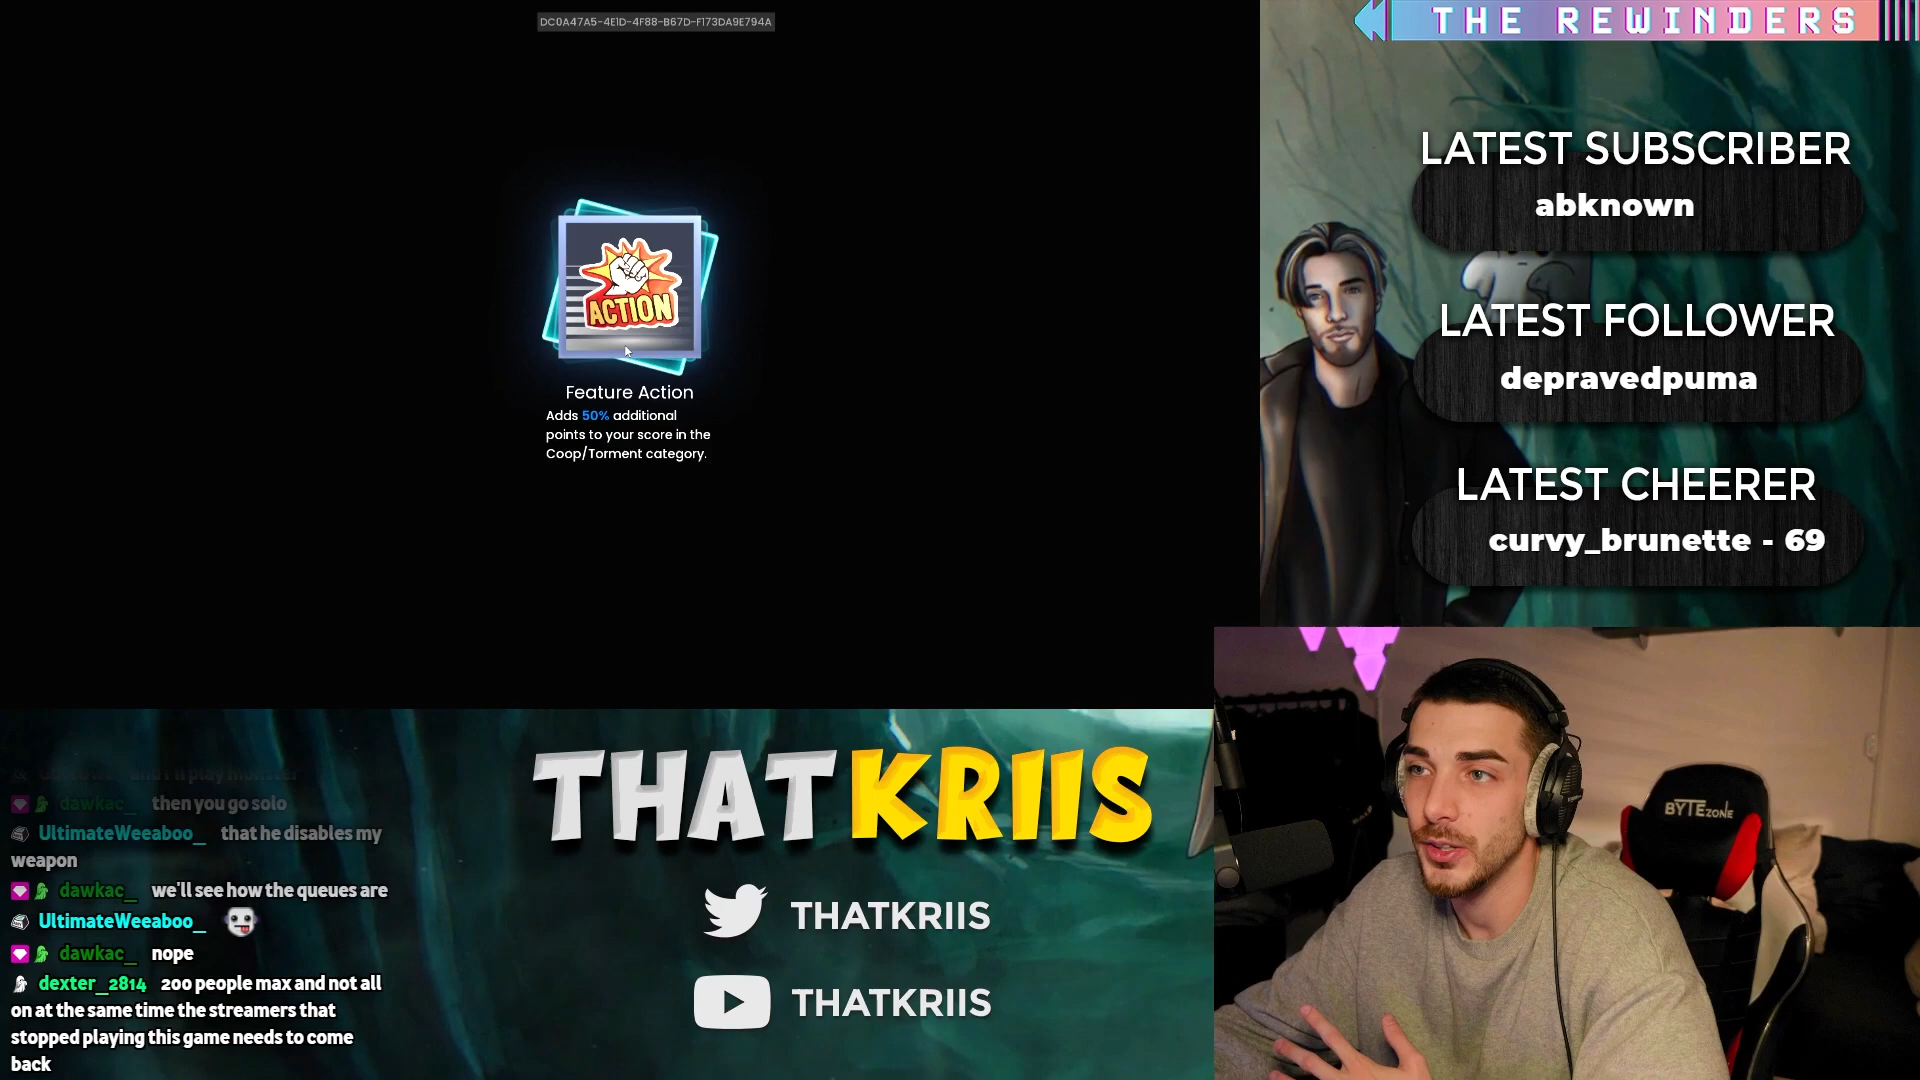 DC0A47A5-4E1D-4F88-B67D-F173DA9E794A
THE REWINDERS
LATEST SUBSCRIBER
abknown
LATEST FOLLOWER
depravedpuma
LATEST CHEERER
curvy_brunette - 69
ACTION
Feature Action
Adds 50% additional
points to your score in the
Coop/Torment category.
THATKRIIS
THATKRIIS
THATKRIIS
and I'll play monster
dawkac_ then you go solo
UltimateWeeaboo_ that he disables my
weapon
dawkac_ we'll see how the queues are
UltimateWeeaboo_
dawkac_ nope
dexter_2814 200 people max and not all
on at the same time the streamers that
stopped playing this game needs to come
back
BYTEZONE